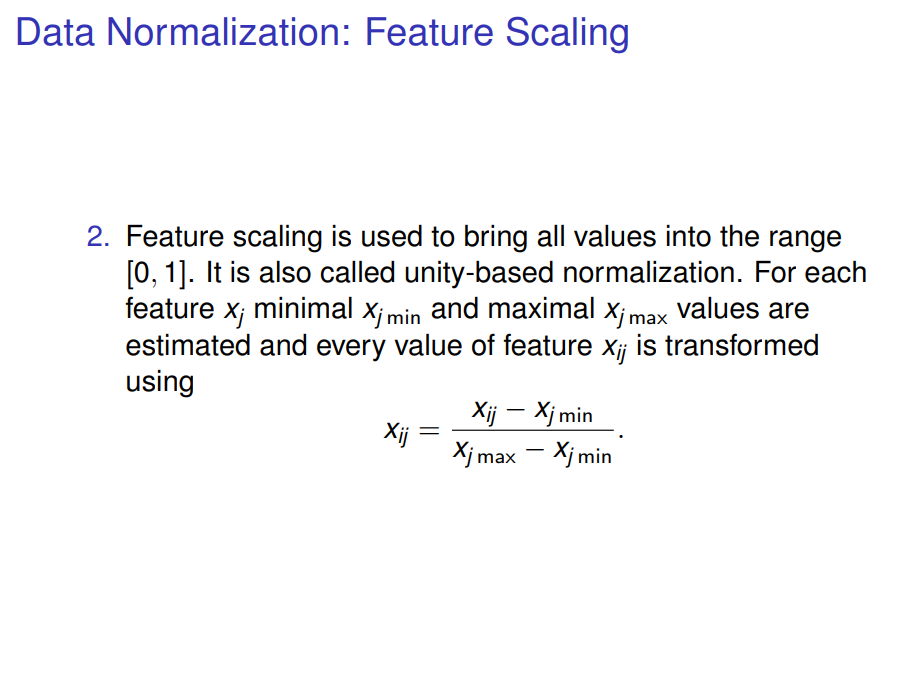 Data Normalization: Feature Scaling
2. Feature scaling is used to bring all values into the range
[0, 1]. It is also called unity-based normalization. For each
feature x_j minimal x_{j min} and maximal x_{j max} values are
estimated and every value of feature x_{ij} is transformed
using
x_{ij} = \frac{x_{ij} − x_{j min}}{x_{j max} − x_{j min}}.